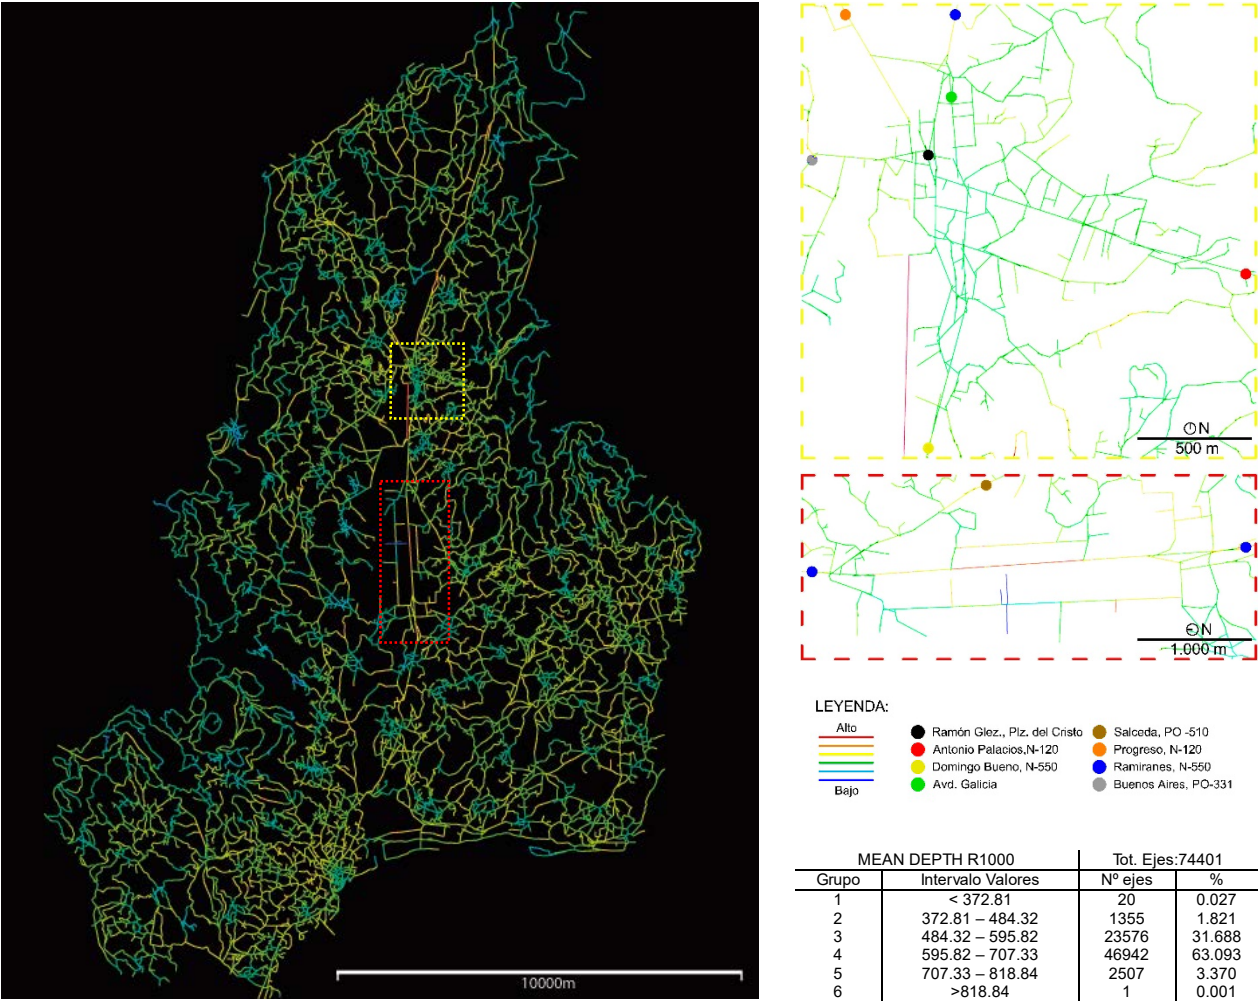 10000m
N
500 m
N
1.000 m
LEYENDA:
Alto
Bajo
Ramón Glez., Plz. del Cristo
Antonio Palacios,N-120
Domingo Bueno, N-550
Avd. Galicia
Salceda, PO -510
Progreso, N-120
Ramiranes, N-550
Buenos Aires, PO-331
MEAN DEPTH R1000 Tot. Ejes:74401
Grupo Intervalo Valores Nº ejes %
1 < 372.81 20 0.027
2 372.81 – 484.32 1355 1.821
3 484.32 – 595.82 23576 31.688
4 595.82 – 707.33 46942 63.093
5 707.33 – 818.84 2507 3.370
6 >818.84 1 0.001